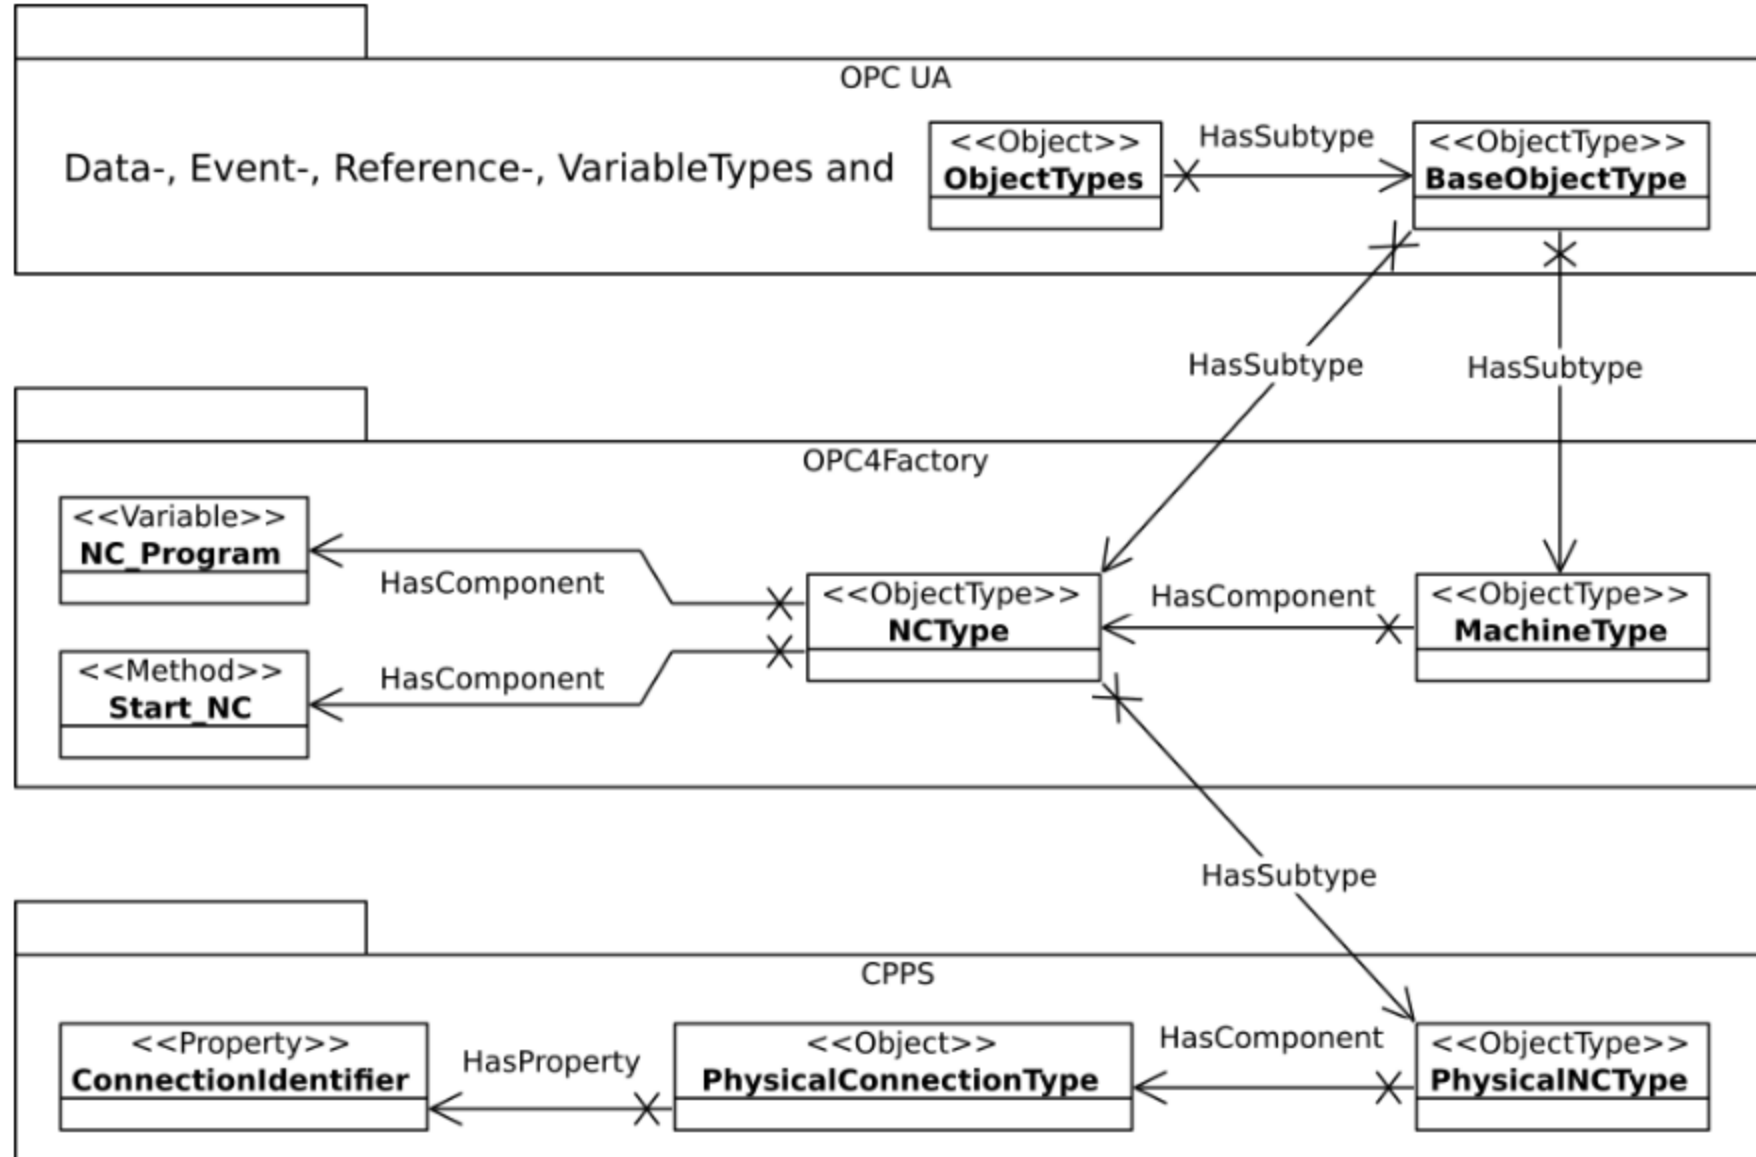 OPC UA
Data-, Event-, Reference-, VariableTypes and
<<Object>>
ObjectTypes
HasSubtype
<<ObjectType>>
BaseObjectType
HasSubtype
HasSubtype
OPC4Factory
<<Variable>>
NC_Program
HasComponent
<<Method>>
Start_NC
HasComponent
<<ObjectType>>
NCType
HasComponent
<<ObjectType>>
MachineType
HasSubtype
CPPS
<<Property>>
ConnectionIdentifier
HasProperty
<<Object>>
PhysicalConnectionType
HasComponent
<<ObjectType>>
PhysicalNCType